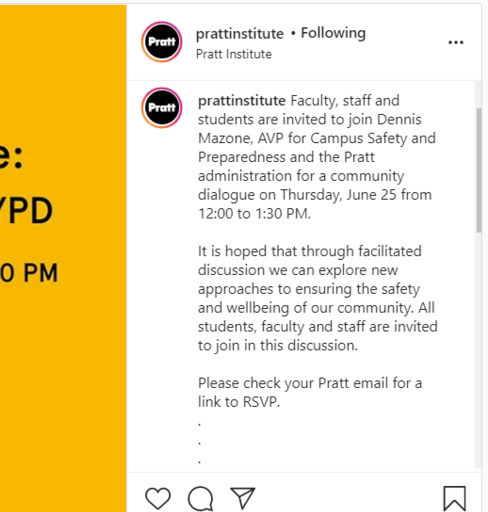 e:
YPD
0 PM
Pratt
prattinstitute • Following
Pratt Institute
...
Pratt
prattinstitute Faculty, staff and
students are invited to join Dennis
Mazone, AVP for Campus Safety and
Preparedness and the Pratt
administration for a community
dialogue on Thursday, June 25 from
12:00 to 1:30 PM.
It is hoped that through facilitated
discussion we can explore new
approaches to ensuring the safety
and wellbeing of our community. All
students, faculty and staff are invited
to join in this discussion.
Please check your Pratt email for a
link to RSVP.
.
.
.